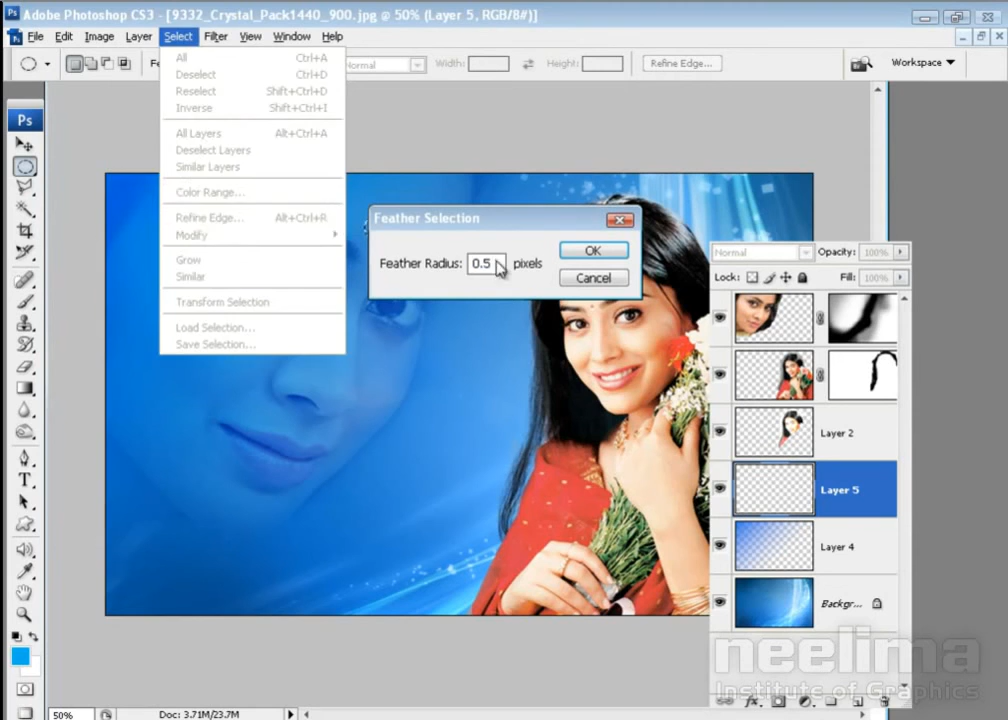 Adobe Photoshop CS3 - [9332_Crystal_Pack1440_900.jpg @ 50% (Layer 5, RGB/8#)]
File Edit Image Layer Select Filter View Window Help
Fe
Normal
Width:
Height:
Refine Edge...
Workspace
Ps
All Ctrl+A
Deselect Ctrl+D
Reselect Shift+Ctrl+D
Inverse Shift+Ctrl+I
All Layers Alt+Ctrl+A
Deselect Layers
Similar Layers
Color Range...
Refine Edge... Alt+Ctrl+R
Modify
Grow
Similar
Transform Selection
Load Selection...
Save Selection...
Feather Selection
Feather Radius: 0.5 pixels
OK
Cancel
Normal Opacity: 100%
Lock: Fill: 100%
Layer 2
Layer 5
Layer 4
Backgr...
neelima
Institute of Graphics
50% Doc: 3.71M/23.7M